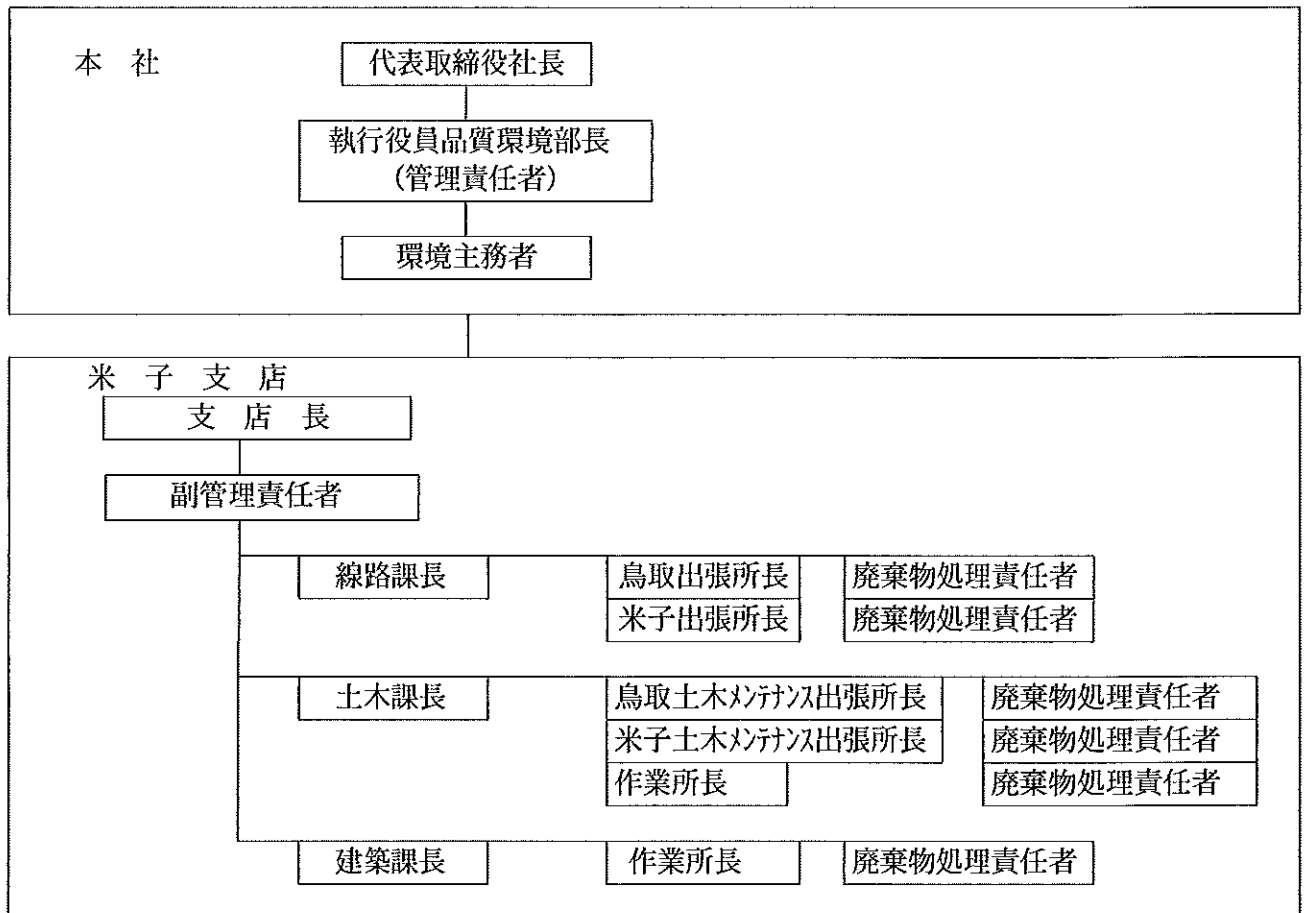 本 社
代表取締役社長
執行役員品質環境部長
(管理責任者)
環境主務者
米 子 支 店
支 店 長
副管理責任者
線路課長 鳥取出張所長 廃棄物処理責任者
米子出張所長 廃棄物処理責任者
土木課長 鳥取土木ﾒﾝﾃﾅﾝｽ出張所長 廃棄物処理責任者
米子土木ﾒﾝﾃﾅﾝｽ出張所長 廃棄物処理責任者
作業所長 廃棄物処理責任者
建築課長 作業所長 廃棄物処理責任者